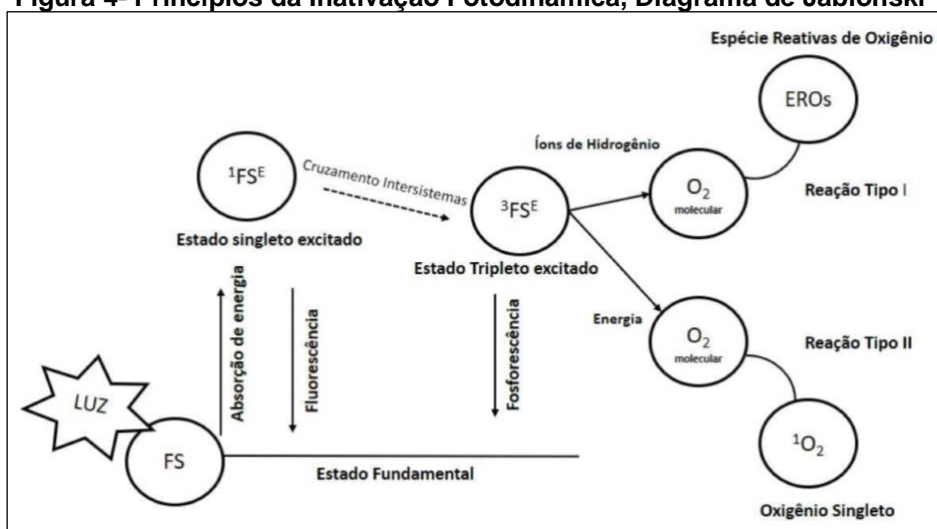 Figura 4- Princípios da Inativação Fotodinâmica, Diagrama de Jablonski
Espécie Reativas de Oxigênio
EROs
Íons de Hidrogênio
O2
molecular
Reação Tipo I
¹FSᴱ
Cruzamento Intersistemas
³FSᴱ
Estado singleto excitado
Estado Tripleto excitado
Absorção de energia
Fluorescência
Fosforescência
Energia
O2
molecular
Reação Tipo II
LUZ
FS
Estado Fundamental
¹O2
Oxigênio Singleto